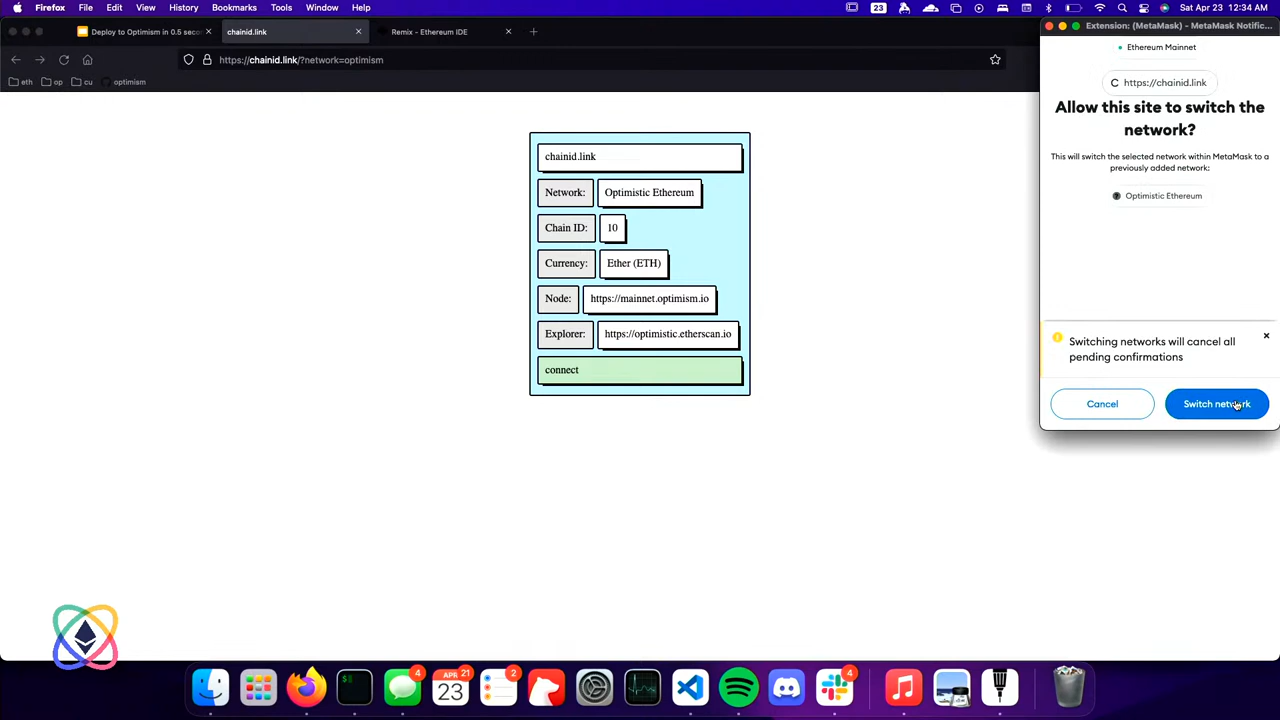 Firefox File Edit View History Bookmarks Tools Window Help 23 Sat Apr 23 12:34 AM
Deploy to Optimism in 0.5 seco
chainid.link
Remix - Ethereum IDE
https://chainid.link/?network=optimism
eth op cu optimism
chainid.link
Network: Optimistic Ethereum
Chain ID: 10
Currency: Ether (ETH)
Node: https://mainnet.optimism.io
Explorer: https://optimistic.etherscan.io
connect
Extension: (MetaMask) - MetaMask Notific...
Ethereum Mainnet
C https://chainid.link
Allow this site to switch the
network?
This will switch the selected network within MetaMask to a
previously added network:
Optimistic Ethereum
Switching networks will cancel all
pending confirmations
Cancel Switch network
4 APR 21 23 2 4